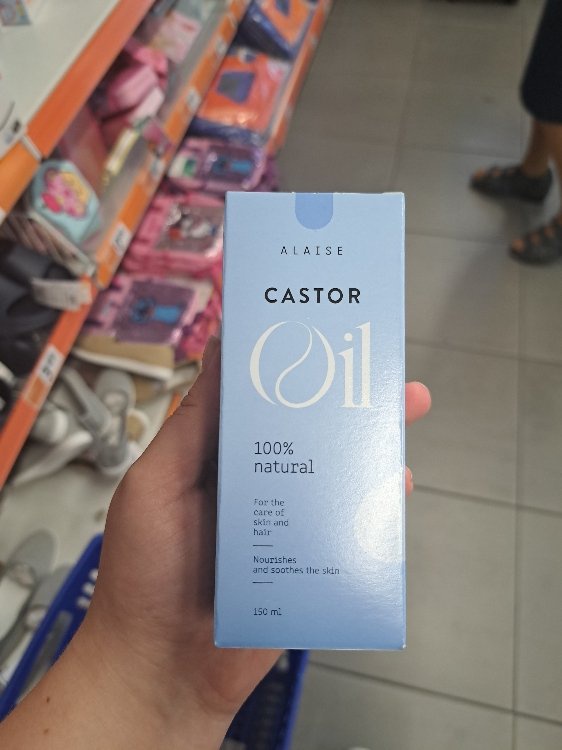 ALAISE
CASTOR
Oil
100%
natural
For the
care of
skin and
hair
Nourishes
and soothes the skin
150 ml